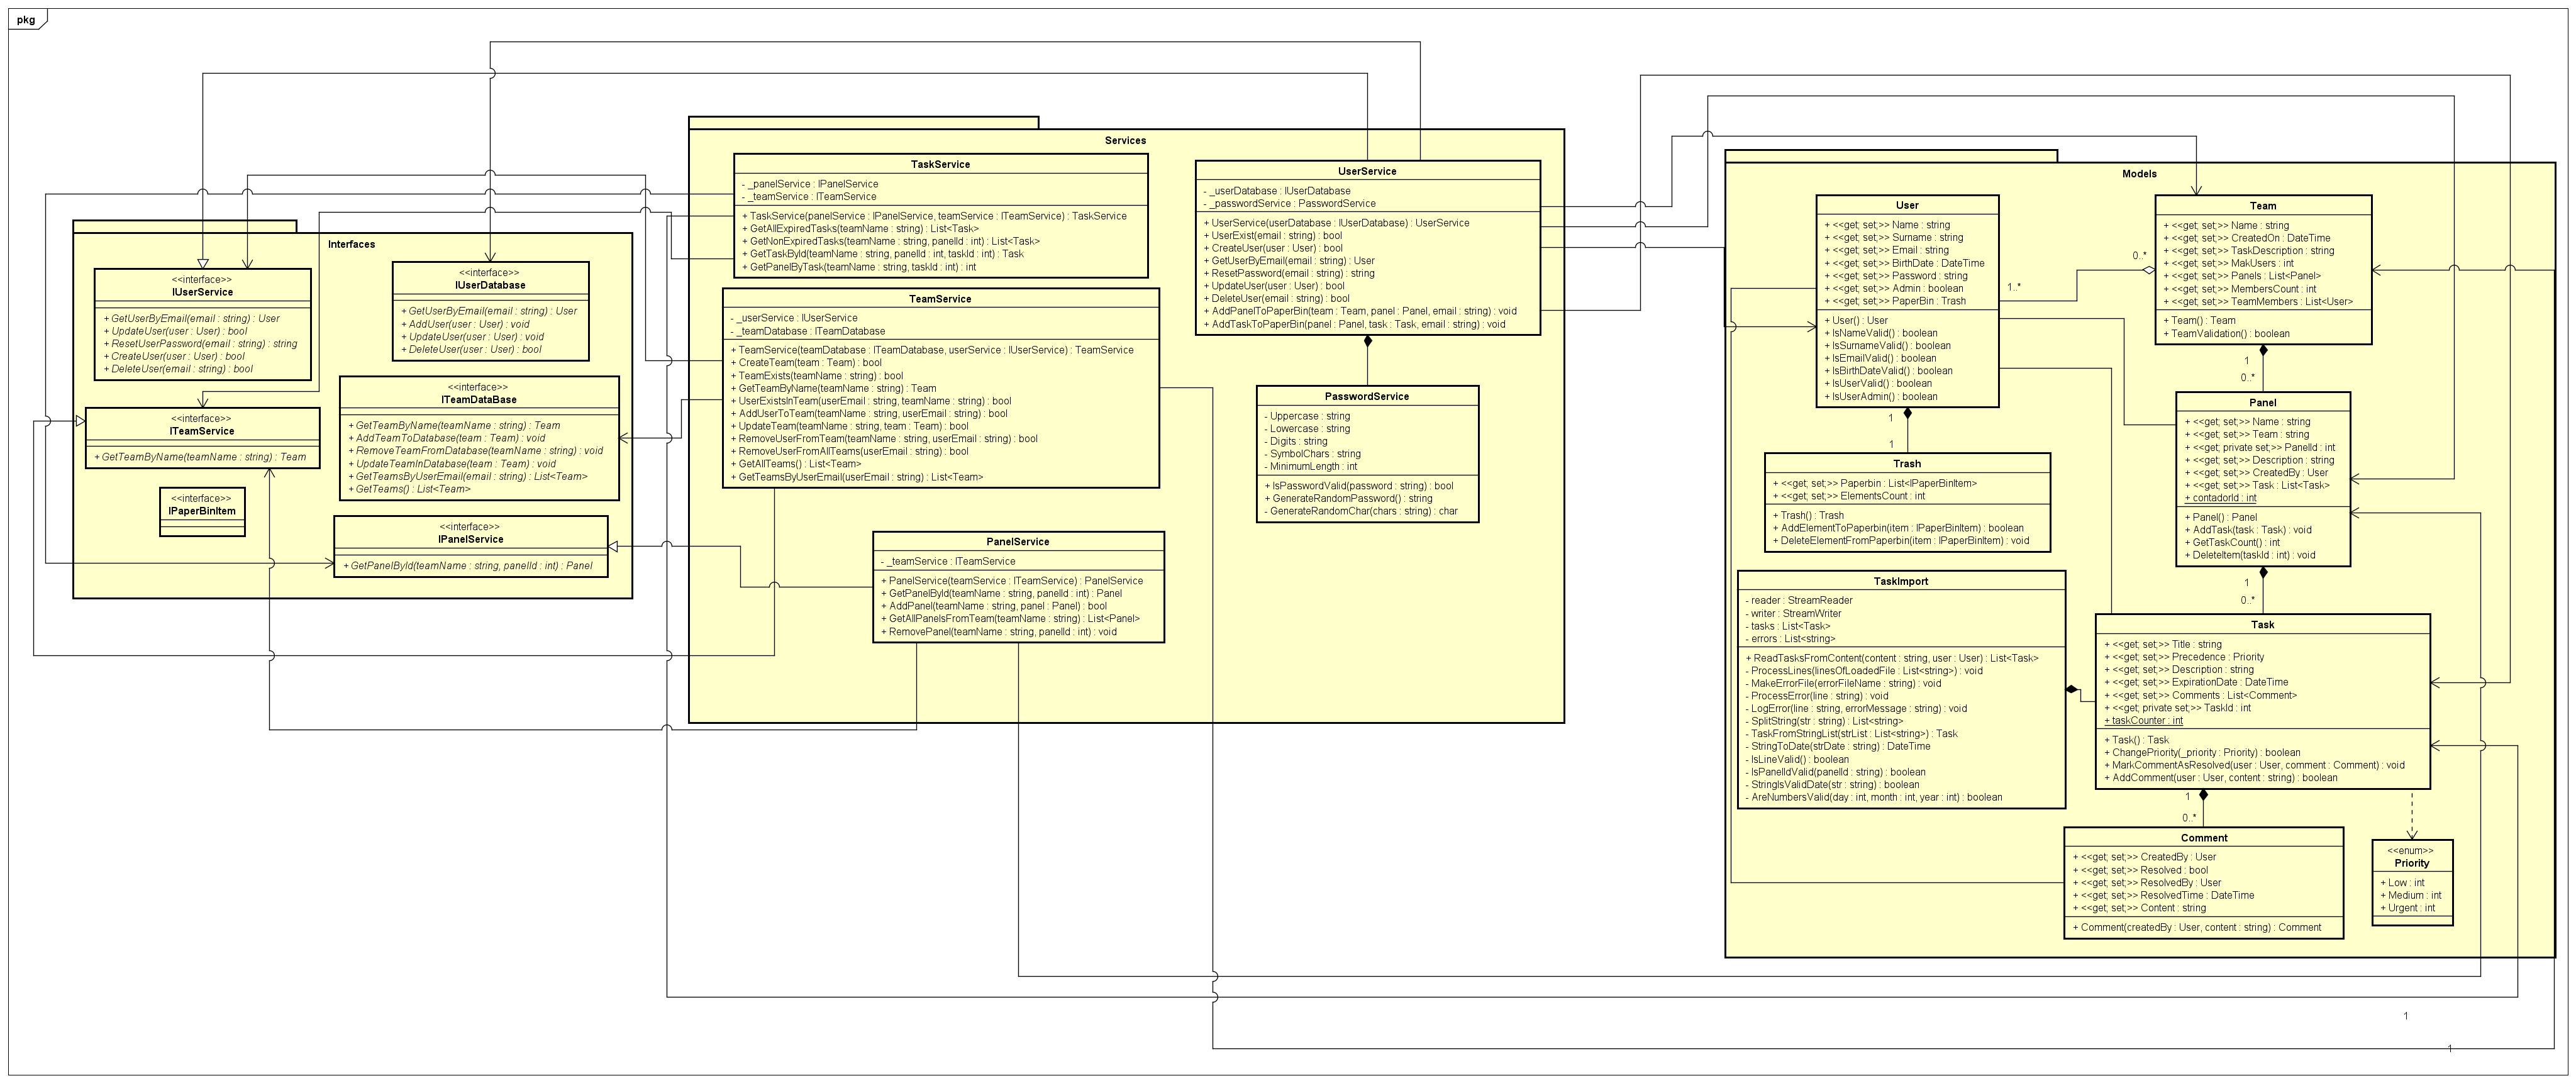 pkg
Interfaces
<<interface>>
IUserService
+ GetUserByEmail(email : string) : User
+ UpdateUser(user : User) : bool
+ ResetUserPassword(email : string) : string
+ CreateUser(user : User) : bool
+ DeleteUser(email : string) : bool
<<interface>>
IUserDatabase
+ GetUserByEmail(email : string) : User
+ AddUser(user : User) : void
+ UpdateUser(user : User) : void
+ DeleteUser(user : User) : bool
<<interface>>
ITeamDataBase
+ GetTeamByName(teamName : string) : Team
+ AddTeamToDatabase(team : Team) : void
+ RemoveTeamFromDatabase(teamName : string) : void
+ UpdateTeamInDatabase(team : Team) : void
+ GetTeamsByUserEmail(email : string) : List<Team>
+ GetTeams() : List<Team>
<<interface>>
ITeamService
+ GetTeamByName(teamName : string) : Team
<<interface>>
IPaperBinItem
<<interface>>
IPanelService
+ GetPanelById(teamName : string, panelId : int) : Panel
Services
TaskService
- _panelService : IPanelService
- _teamService : ITeamService
+ TaskService(panelService : IPanelService, teamService : ITeamService) : TaskService
+ GetAllExpiredTasks(teamName : string) : List<Task>
+ GetNonExpiredTasks(teamName : string, panelId : int) : List<Task>
+ GetTaskById(teamName : string, panelId : int, taskId : int) : Task
+ GetPanelByTask(teamName : string, taskId : int) : int
TeamService
- _userService : IUserService
- _teamDatabase : ITeamDatabase
+ TeamService(teamDatabase : ITeamDatabase, userService : IUserService) : TeamService
+ CreateTeam(team : Team) : bool
+ TeamExists(teamName : string) : bool
+ GetTeamByName(teamName : string) : Team
+ UserExistsInTeam(userEmail : string, teamName : string) : bool
+ AddUserToTeam(teamName : string, userEmail : string) : bool
+ UpdateTeam(teamName : string, team : Team) : bool
+ RemoveUserFromTeam(teamName : string, userEmail : string) : bool
+ RemoveUserFromAllTeams(userEmail : string) : bool
+ GetAllTeams() : List<Team>
+ GetTeamsByUserEmail(userEmail : string) : List<Team>
PanelService
- _teamService : ITeamService
+ PanelService(teamService : ITeamService) : PanelService
+ GetPanelById(teamName : string, panelId : int) : Panel
+ AddPanel(teamName : string, panel : Panel) : bool
+ GetAllPanelsFromTeam(teamName : string) : List<Panel>
+ RemovePanel(teamName : string, panelId : int) : void
UserService
- _userDatabase : IUserDatabase
- _passwordService : PasswordService
+ UserService(userDatabase : IUserDatabase) : UserService
+ UserExist(email : string) : bool
+ CreateUser(user : User) : bool
+ GetUserByEmail(email : string) : User
+ ResetPassword(email : string) : string
+ UpdateUser(user : User) : bool
+ DeleteUser(email : string) : bool
+ AddPanelToPaperBin(team : Team, panel : Panel, email : string) : void
+ AddTaskToPaperBin(panel : Panel, task : Task, email : string) : void
PasswordService
- Uppercase : string
- Lowercase : string
- Digits : string
- SymbolChars : string
- MinimumLength : int
+ IsPasswordValid(password : string) : bool
+ GenerateRandomPassword() : string
- GenerateRandomChar(chars : string) : char
Models
User
+ <<get; set;>> Name : string
+ <<get; set;>> Surname : string
+ <<get; set;>> Email : string
+ <<get; set;>> BirthDate : DateTime
+ <<get; set;>> Password : string
+ <<get; set;>> Admin : boolean
+ <<get; set;>> PaperBin : Trash
+ User() : User
+ IsNameValid() : boolean
+ IsSurnameValid() : boolean
+ IsEmailValid() : boolean
+ IsBirthDateValid() : boolean
+ IsUserValid() : boolean
+ IsUserAdmin() : boolean
0..*
1..*
Team
+ <<get; set;>> Name : string
+ <<get; set;>> CreatedOn : DateTime
+ <<get; set;>> TaskDescription : string
+ <<get; set;>> MakUsers : int
+ <<get; set;>> Panels : List<Panel>
+ <<get; set;>> MembersCount : int
+ <<get; set;>> TeamMembers : List<User>
+ Team() : Team
+ TeamValidation() : boolean
1
0..*
Panel
+ <<get; set;>> Name : string
+ <<get; set;>> Team : string
+ <<get; private set;>> PanelId : int
+ <<get; set;>> Description : string
+ <<get; set;>> CreatedBy : User
+ <<get; set;>> Task : List<Task>
+ contadorId : int
+ Panel() : Panel
+ AddTask(task : Task) : void
+ GetTaskCount() : int
+ DeleteItem(taskId : int) : void
1
1
Trash
+ <<get; set;>> Paperbin : List<IPaperBinItem>
+ <<get; set;>> ElementsCount : int
+ Trash() : Trash
+ AddElementToPaperbin(item : IPaperBinItem) : boolean
+ DeleteElementFromPaperbin(item : IPaperBinItem) : void
TaskImport
- reader : StreamReader
- writer : StreamWriter
- tasks : List<Task>
- errors : List<string>
+ ReadTasksFromContent(content : string, user : User) : List<Task>
- ProcessLines(linesOfLoadedFile : List<string>) : void
- MakeErrorFile(errorFileName : string) : void
- ProcessError(line : string) : void
- LogError(line : string, errorMessage : string) : void
- SplitString(str : string) : List<string>
- TaskFromStringList(strList : List<string>) : Task
- StringToDate(strDate : string) : DateTime
- IsLineValid() : boolean
- IsPanelIdValid(panelId : string) : boolean
- StringIsValidDate(str : string) : boolean
- AreNumbersValid(day : int, month : int, year : int) : boolean
1
0..*
Task
+ <<get; set;>> Title : string
+ <<get; set;>> Precedence : Priority
+ <<get; set;>> Description : string
+ <<get; set;>> ExpirationDate : DateTime
+ <<get; set;>> Comments : List<Comment>
+ <<get; private set;>> TaskId : int
+ taskCounter : int
+ Task() : Task
+ ChangePriority(_priority : Priority) : boolean
+ MarkCommentAsResolved(user : User, comment : Comment) : void
+ AddComment(user : User, content : string) : boolean
1
0..*
Comment
+ <<get; set;>> CreatedBy : User
+ <<get; set;>> Resolved : bool
+ <<get; set;>> ResolvedBy : User
+ <<get; set;>> ResolvedTime : DateTime
+ <<get; set;>> Content : string
+ Comment(createdBy : User, content : string) : Comment
<<enum>>
Priority
+ Low : int
+ Medium : int
+ Urgent : int
1
1